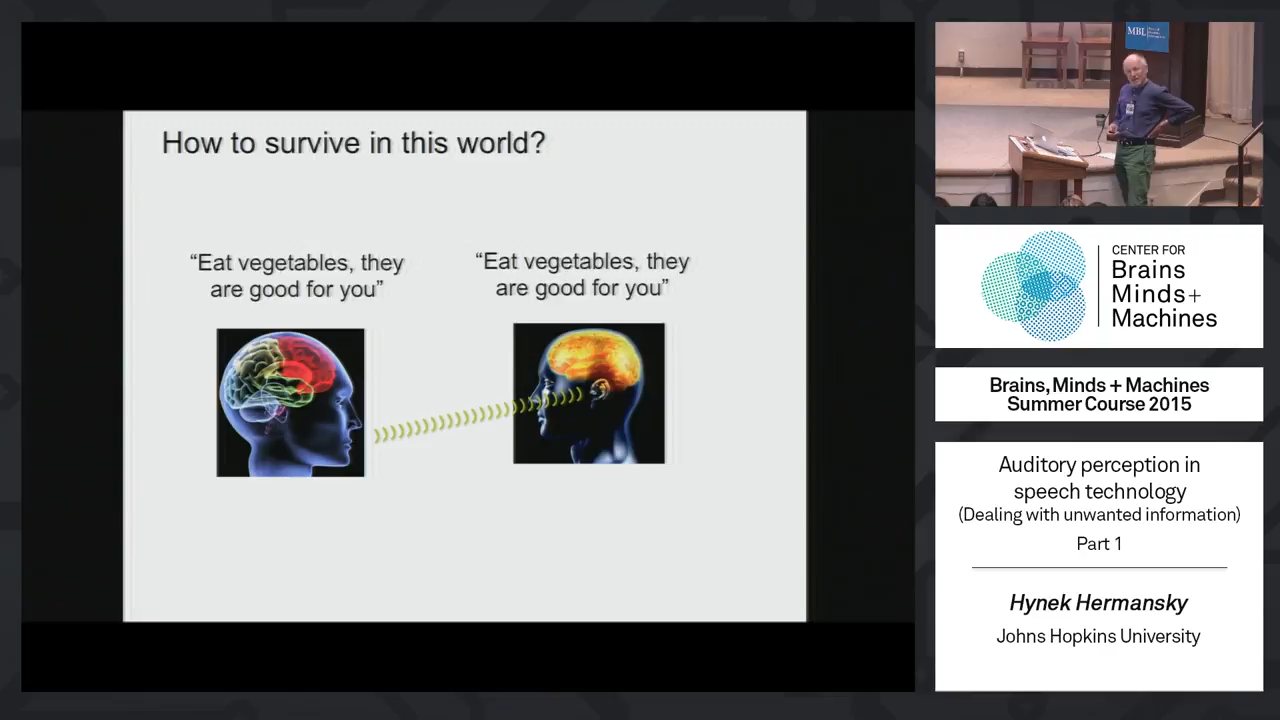 How to survive in this world?
“Eat vegetables, they
are good for you”
“Eat vegetables, they
are good for you”
MBL
CENTER FOR
Brains
Minds+
Machines
Brains, Minds + Machines
Summer Course 2015
Auditory perception in
speech technology
(Dealing with unwanted information)
Part 1
Hynek Hermansky
Johns Hopkins University